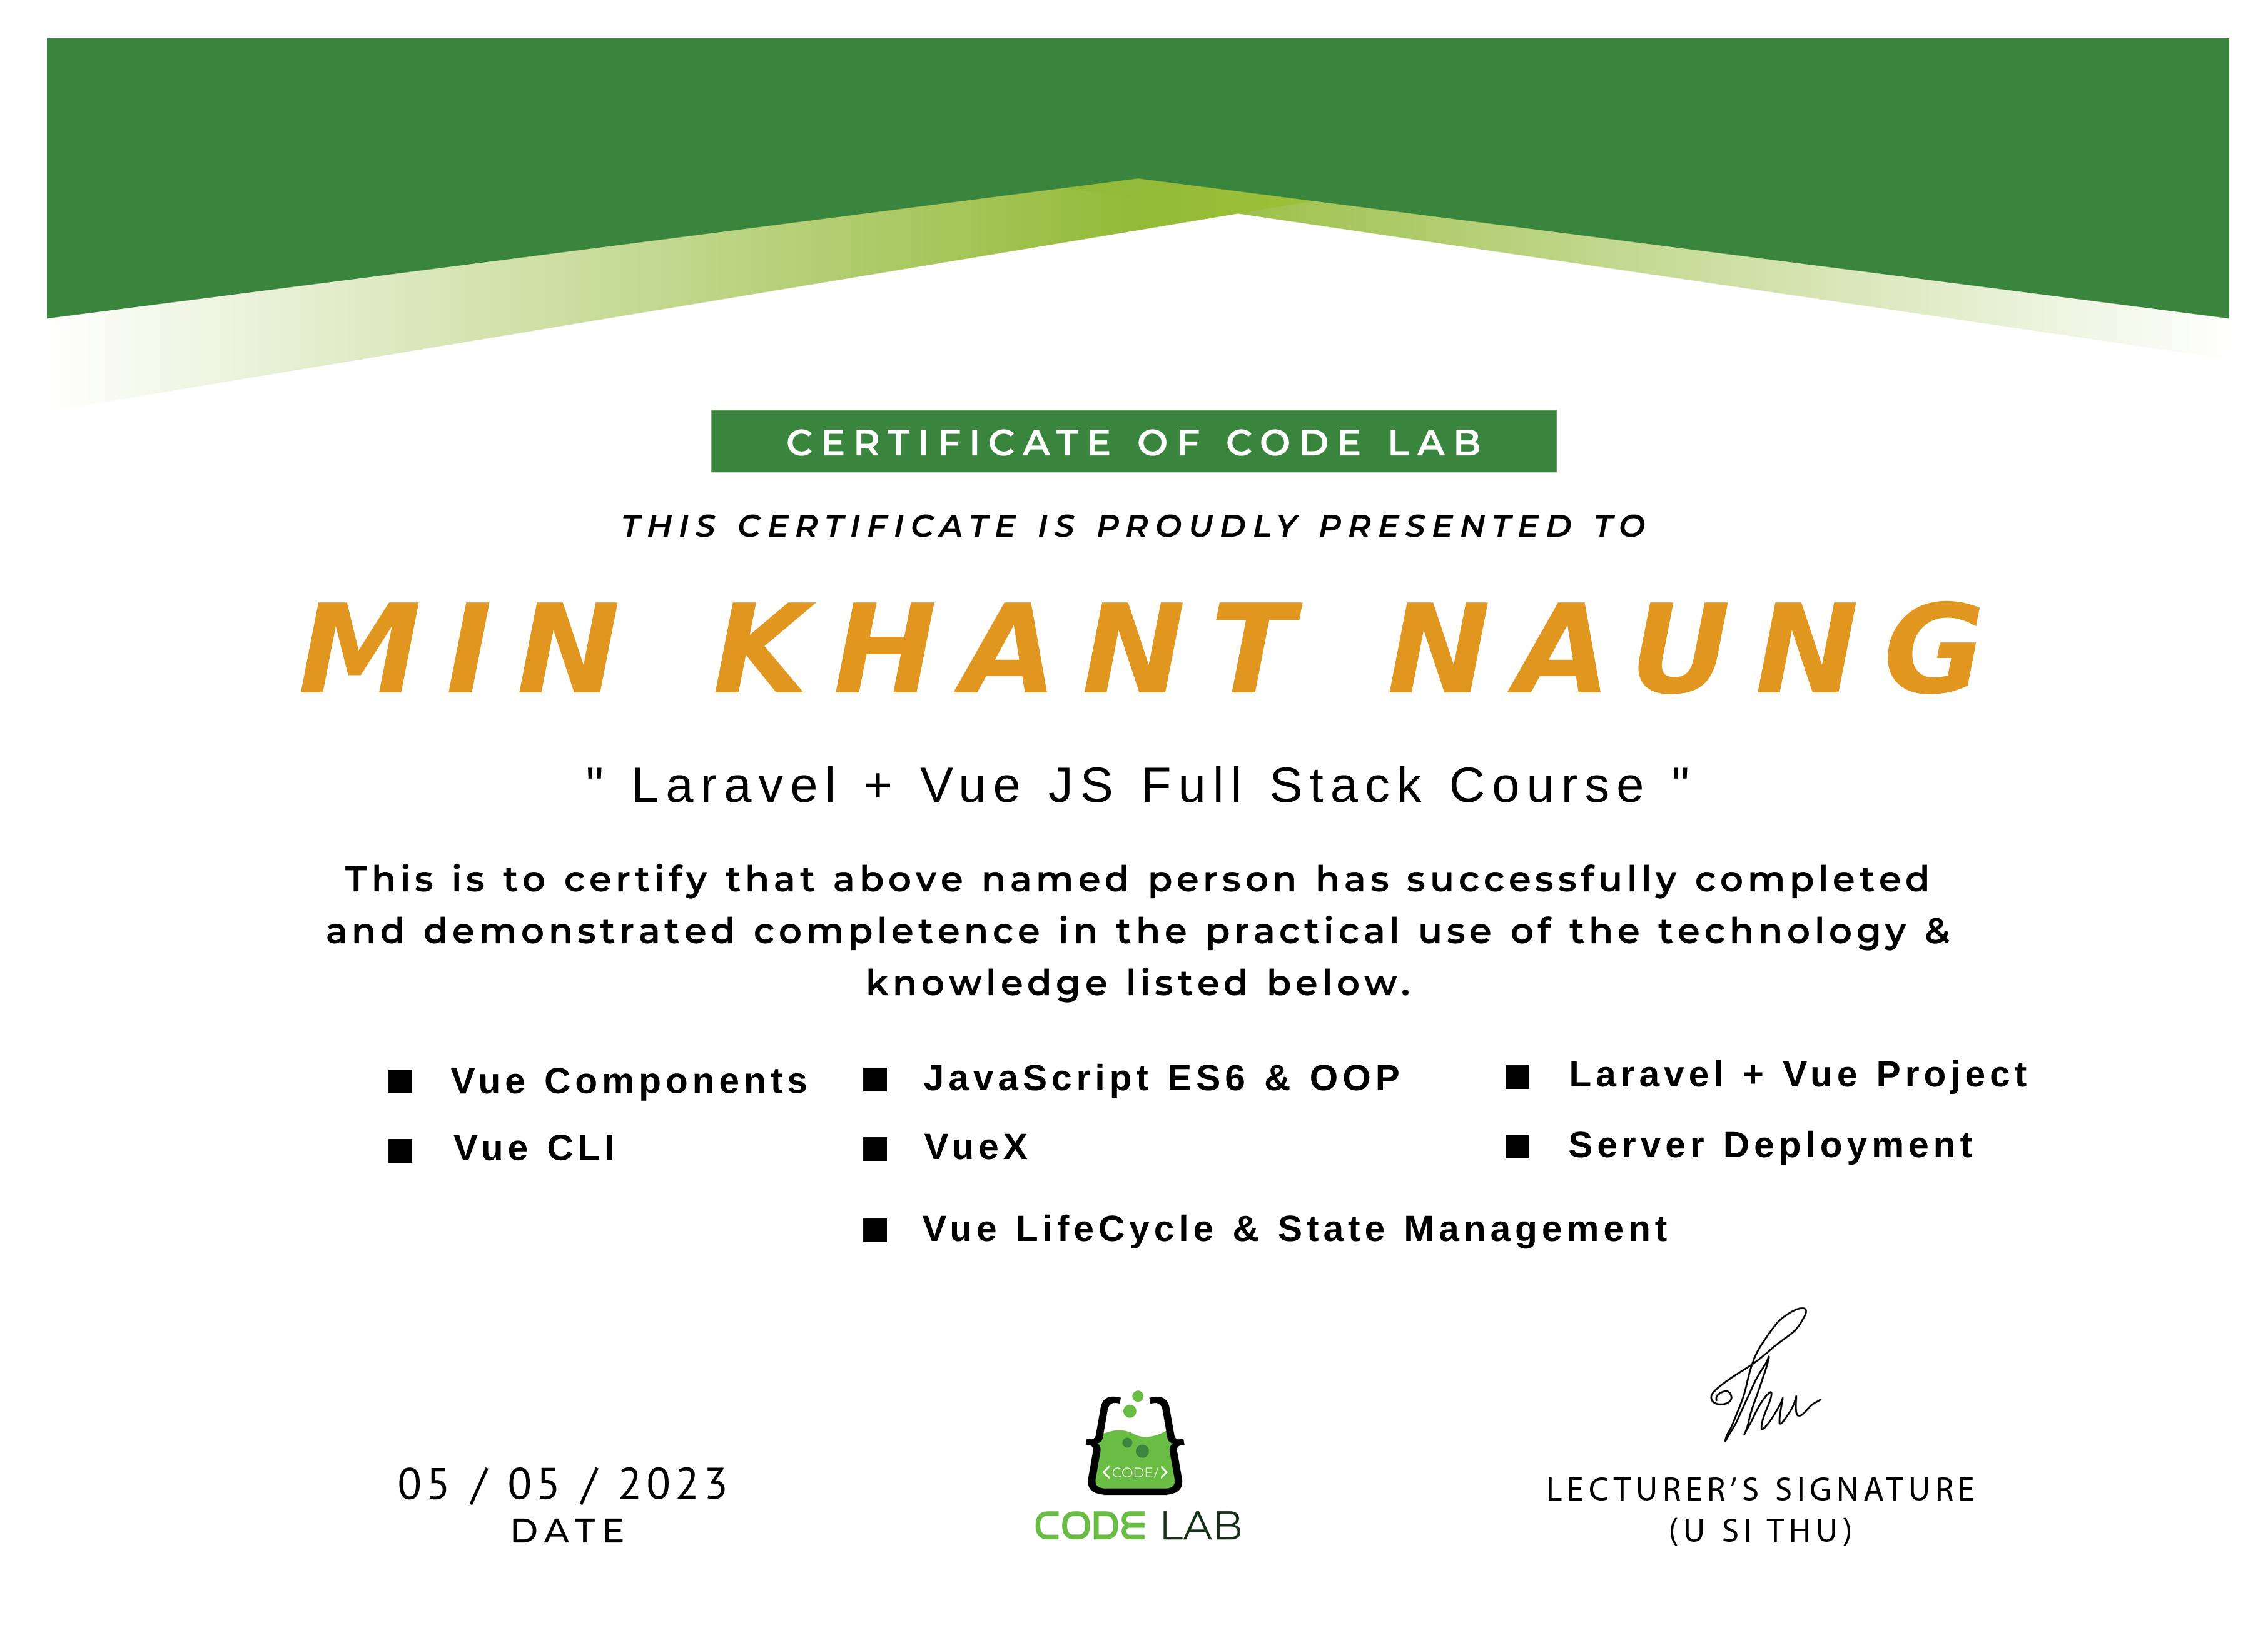 CERTIFICATE OF CODE LAB
THIS CERTIFICATE IS PROUDLY PRESENTED TO
MIN KHANT NAUNG
" Laravel + Vue JS Full Stack Course "
This is to certify that above named person has successfully completed
and demonstrated completence in the practical use of the technology &
knowledge listed below.
Vue Components
Vue CLI
JavaScript ES6 & OOP
VueX
Vue LifeCycle & State Management
Laravel + Vue Project
Server Deployment
05 / 05 / 2023
DATE
<CODE/>
CODE LAB
Thu
LECTURER’S SIGNATURE
(U SI THU)